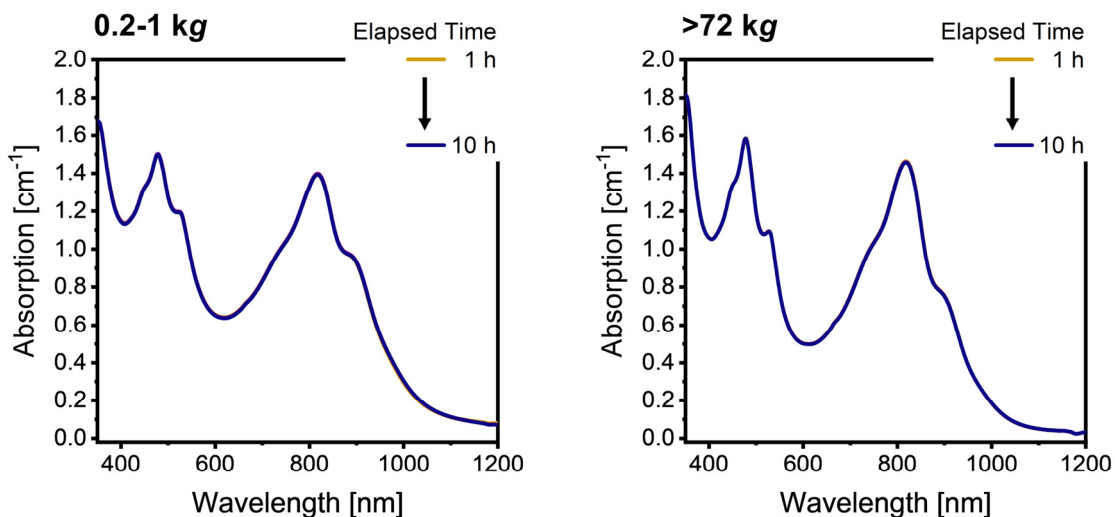 0.2-1 kg
Elapsed Time
1 h
10 h
2.0
1.8
1.6
1.4
1.2
1.0
0.8
0.6
0.4
0.2
0.0
Absorption [cm⁻¹]
400 600 800 1000 1200
Wavelength [nm]
>72 kg
Elapsed Time
1 h
10 h
2.0
1.8
1.6
1.4
1.2
1.0
0.8
0.6
0.4
0.2
0.0
Absorption [cm⁻¹]
400 600 800 1000 1200
Wavelength [nm]